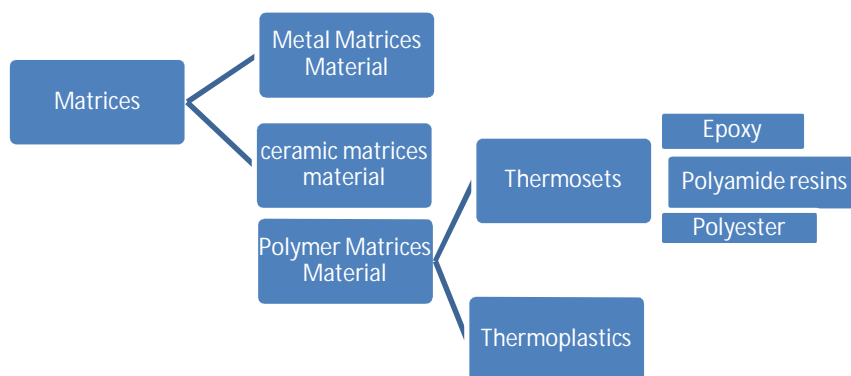 Matrices
Metal Matrices
Material
ceramic matrices
material
Polymer Matrices
Material
Thermosets
Thermoplastics
Epoxy
Polyamide resins
Polyester